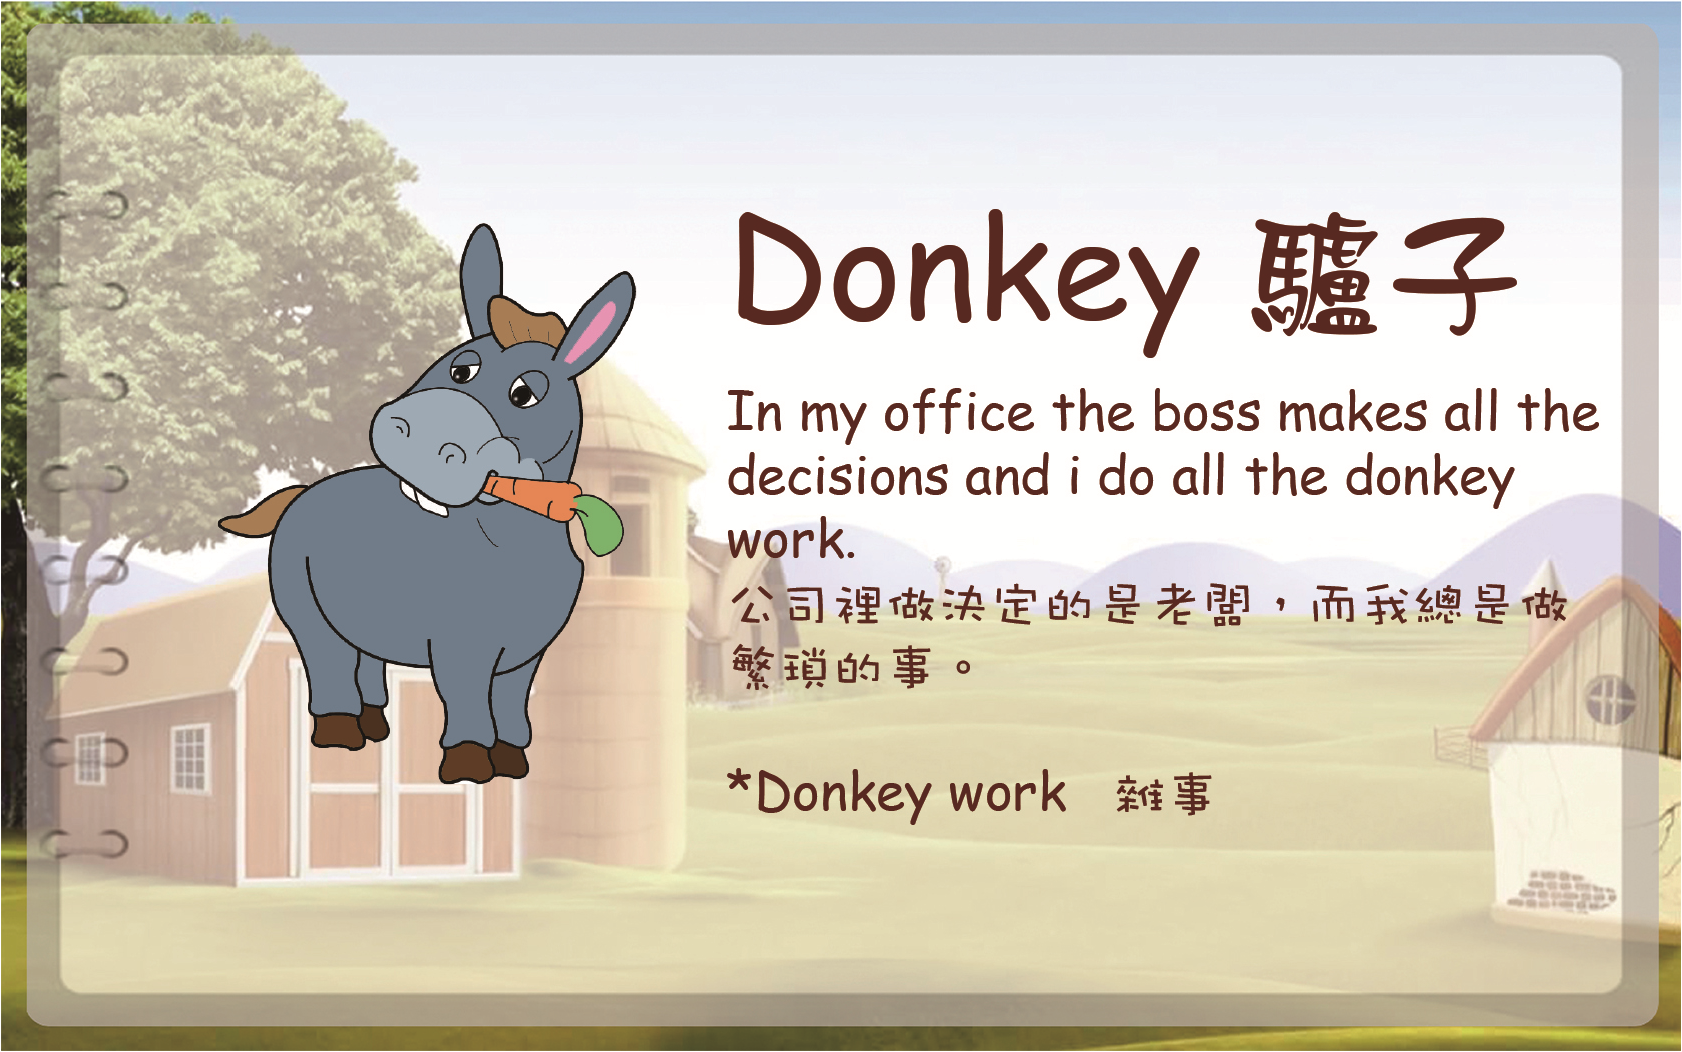 Donkey 驢子
In my office the boss makes all the
decisions and i do all the donkey
work.
公司裡做決定的是老闆，而我總是做
繁瑣的事。
*Donkey work 雜事